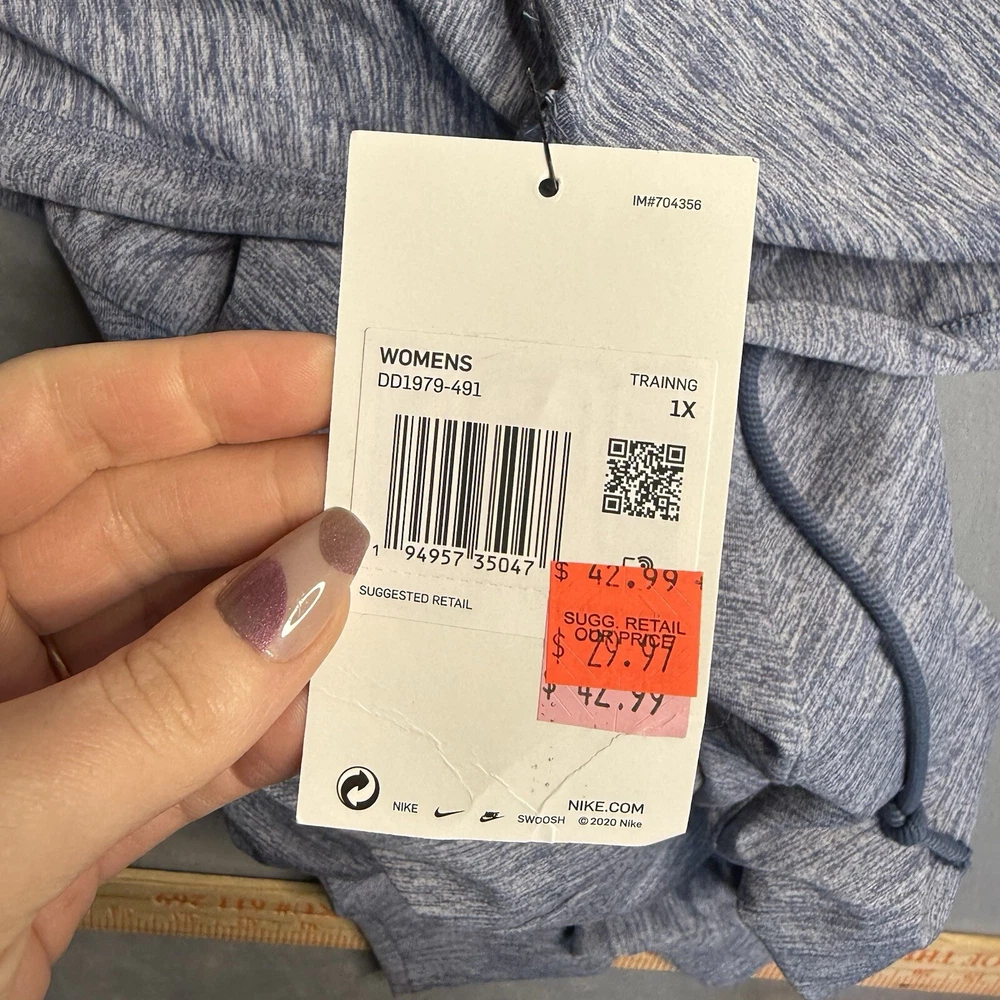 IM#704356
WOMENS
DD1979-491
TRAINNG
1X
1 94957 35047
SUGGESTED RETAIL
$ 42.99
SUGG. RETAIL
OUR PRICE
$ 29.97
$ 42.99
NIKE
SWOOSH
NIKE.COM
© 2020 Nike